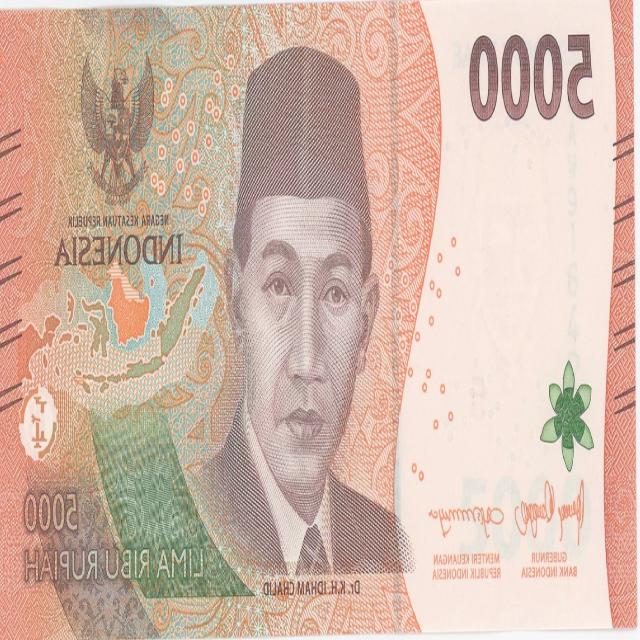 5000
NEGARA KESATUAN REPUBLIK
INDONESIA
5000
LIMA RIBU RUPIAH
Dr. K.H. IDHAM CHALID
GUBERNUR
BANK INDONESIA
MENTERI KEUANGAN
REPUBLIK INDONESIA